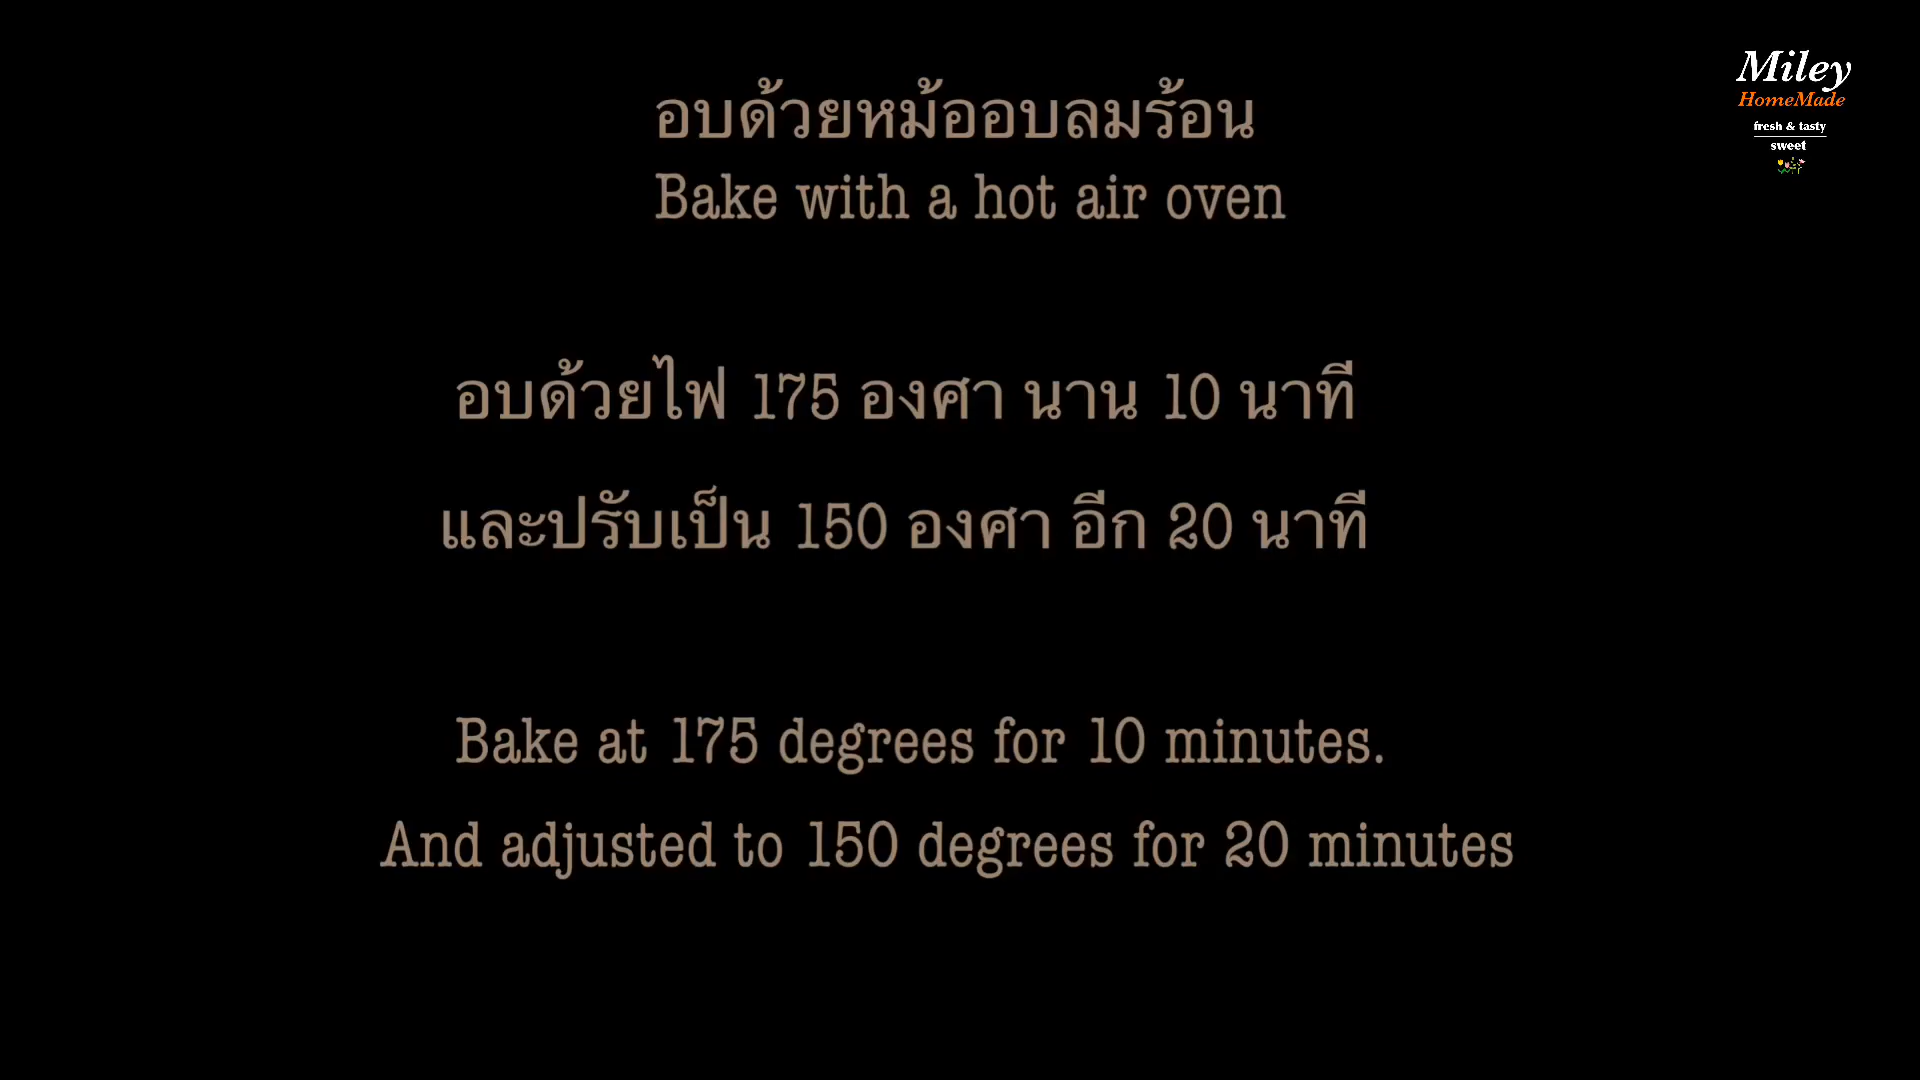 Miley
HomeMade
fresh & tasty
sweet
อบด้วยหม้ออบลมร้อน
Bake with a hot air oven
อบด้วยไฟ 175 องศา นาน 10 นาที
และปรับเป็น 150 องศา อีก 20 นาที
Bake at 175 degrees for 10 minutes.
And adjusted to 150 degrees for 20 minutes